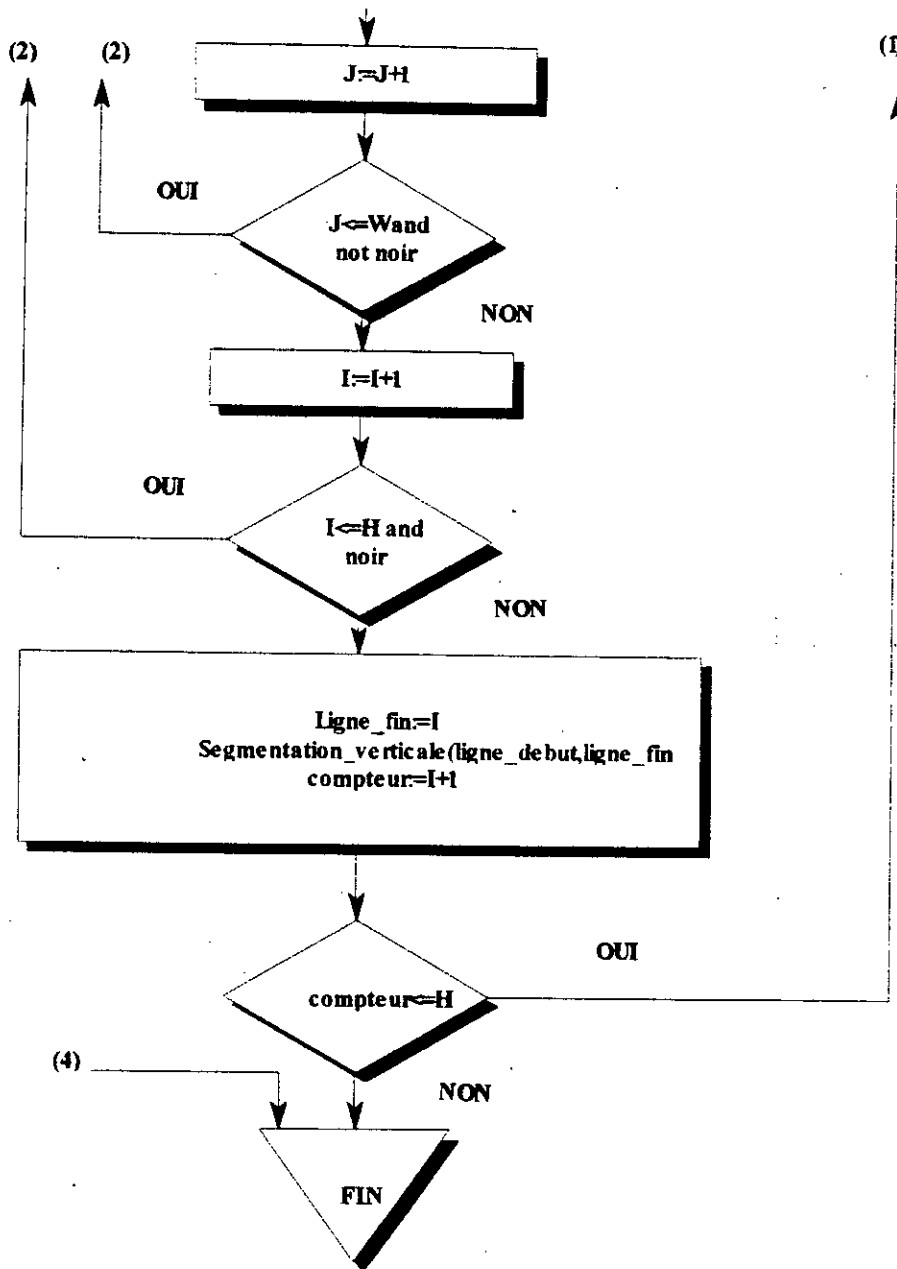 (2) (2) (1
J:=J+1
OUI
J<=Wand
not noir
NON
I:=I+1
OUI
I<=H and
noir
NON
Ligne_fin:=I
Segmentation_verticale(ligne_debut,ligne_fin
compteur:=I+1
OUI
compteur<=H
(4)
NON
FIN